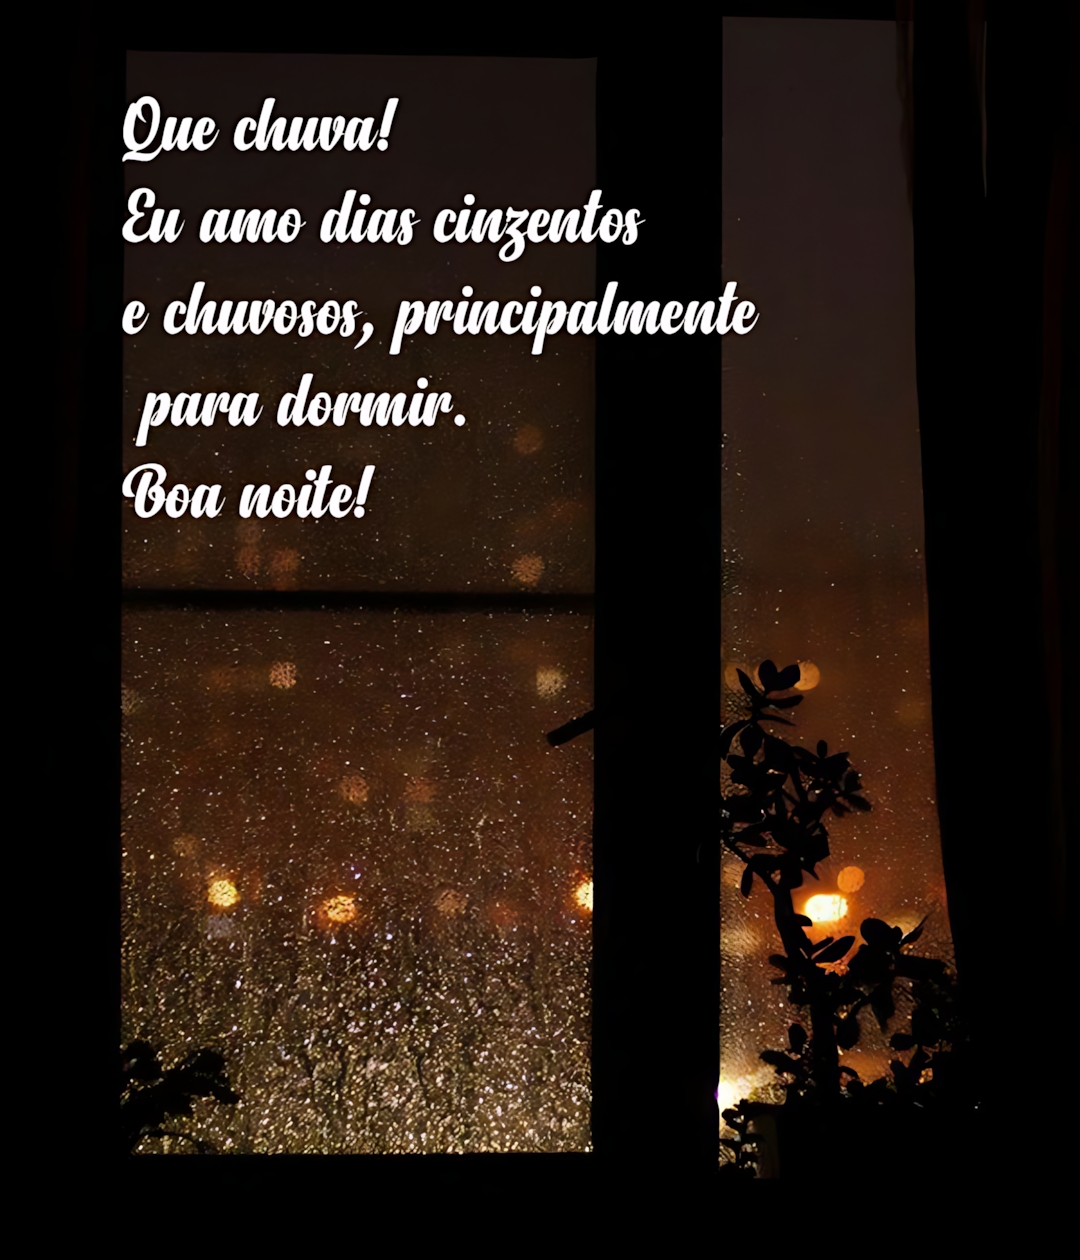 Que chuva!
Eu amo dias cinzentos
e chuvosos, principalmente
para dormir.
Boa noite!